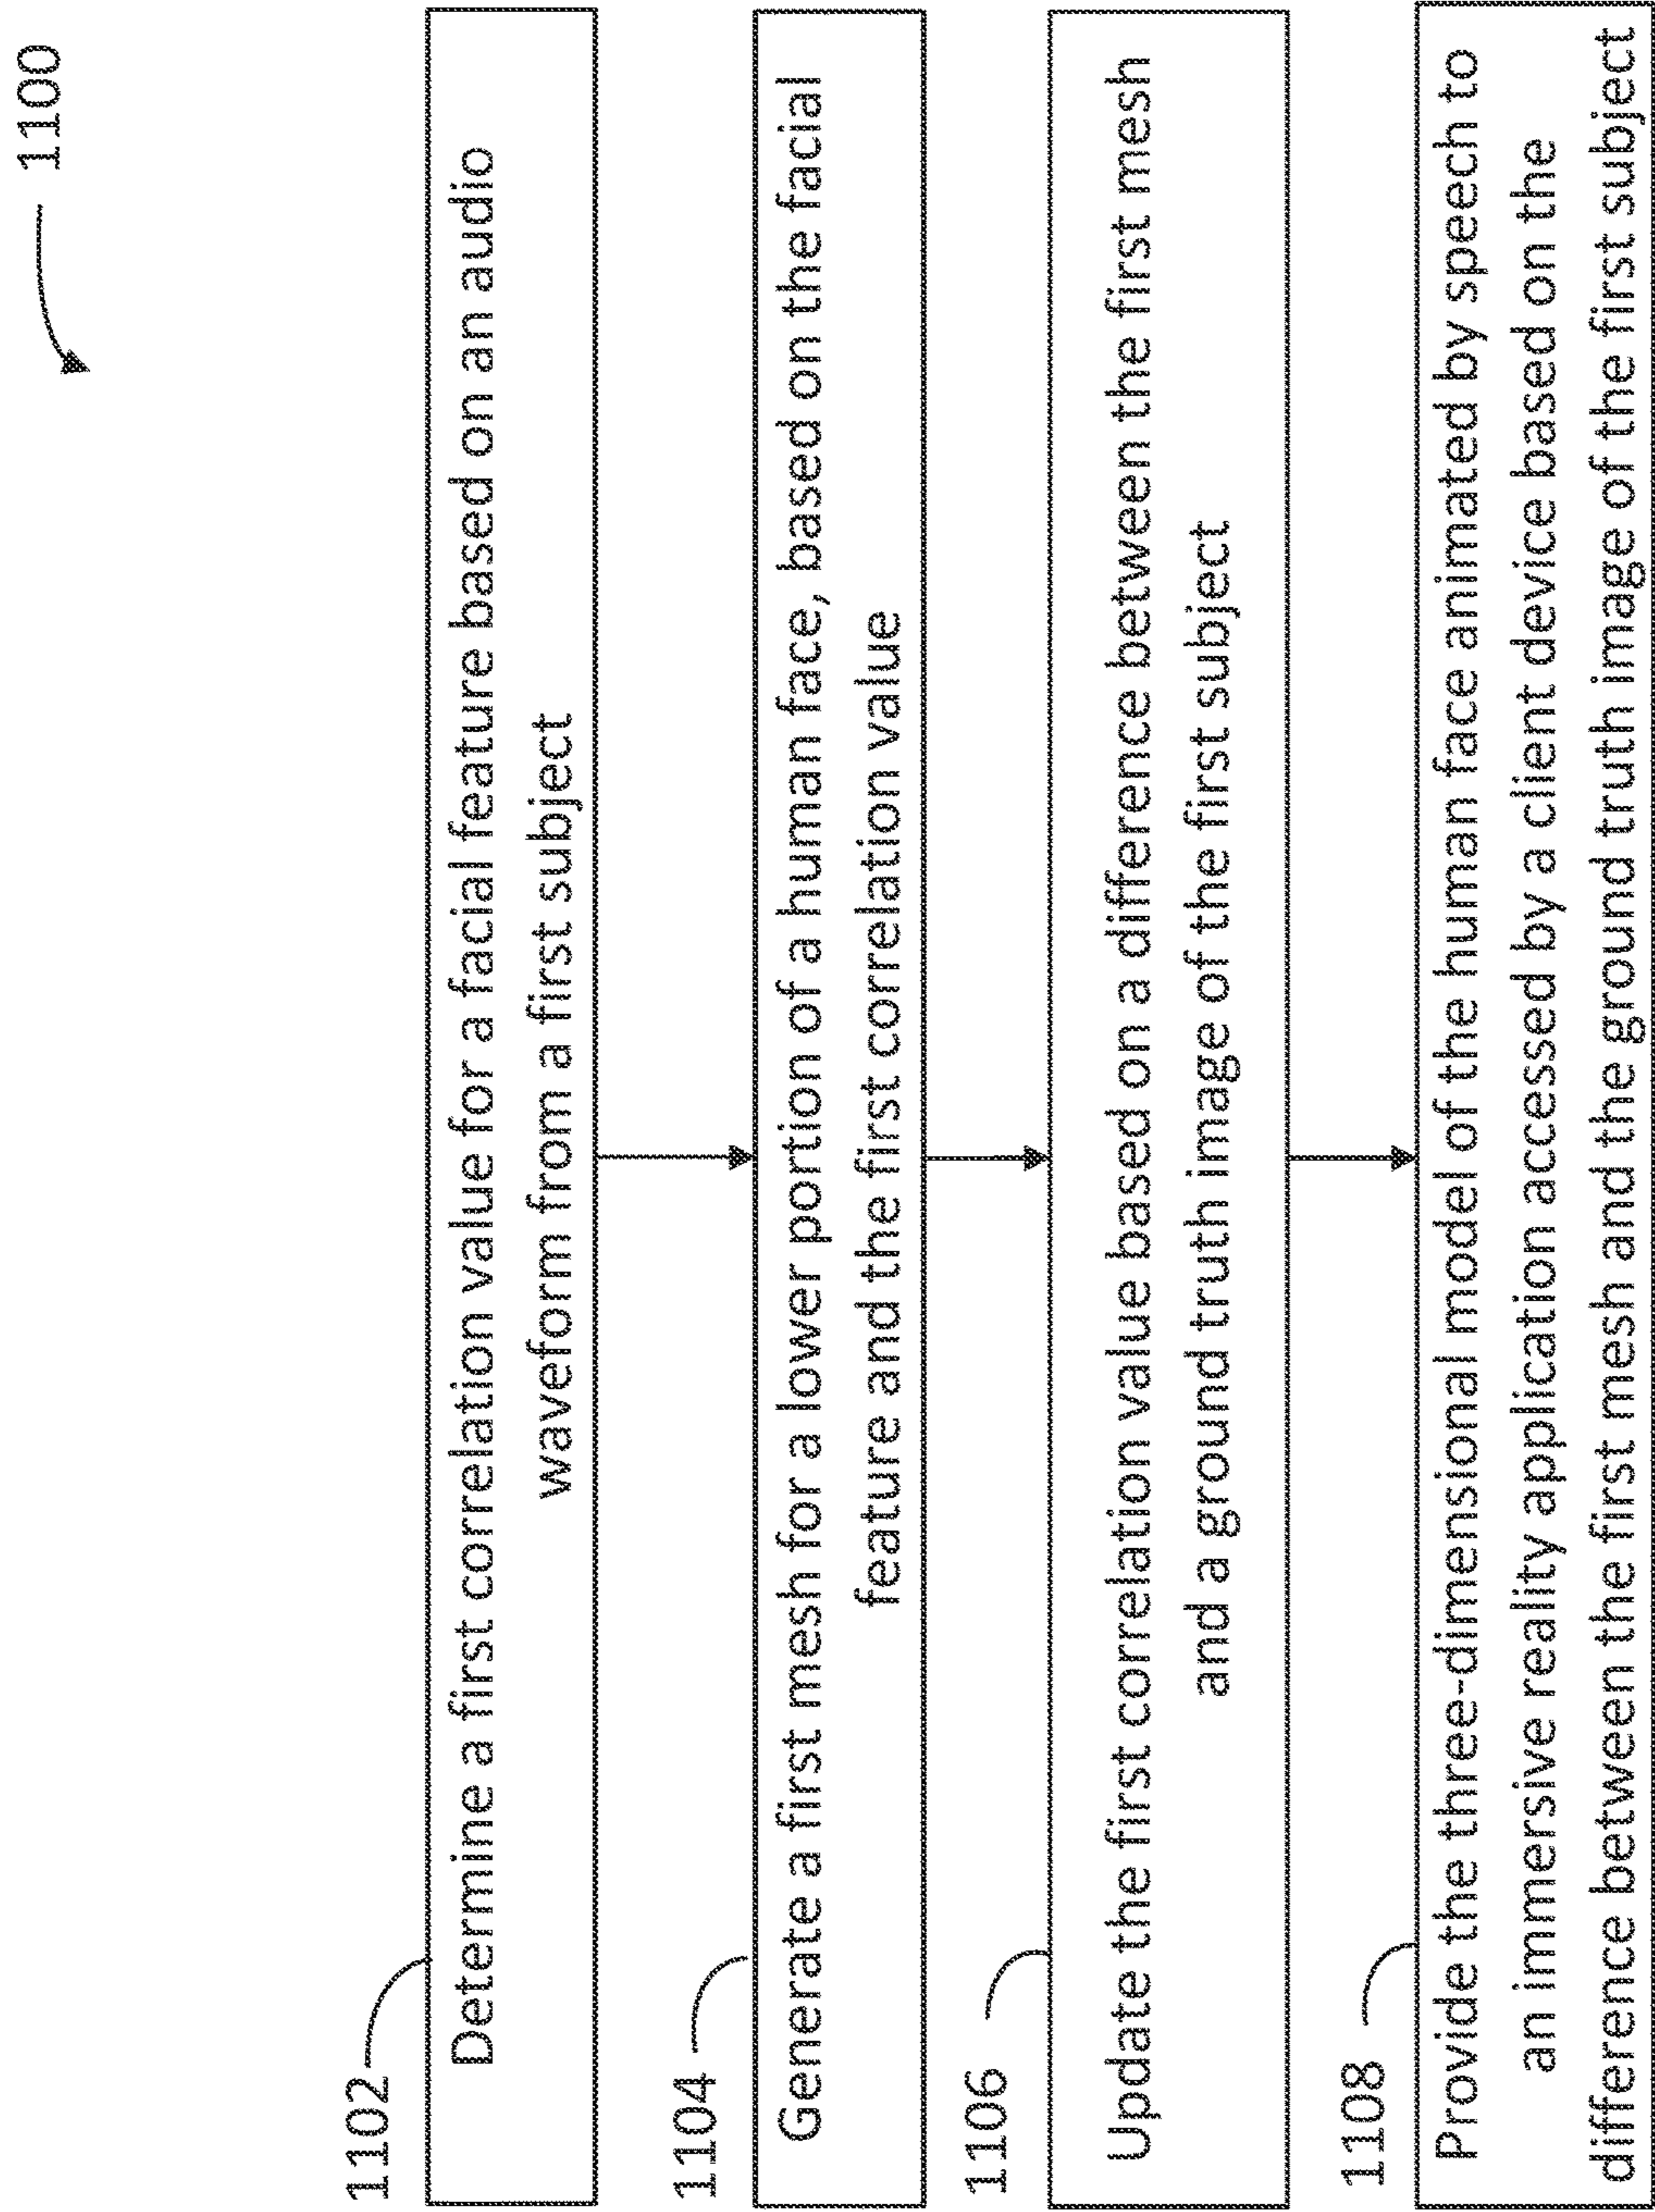 1100
1102
Determine a first correlation value for a facial feature based on an audio
waveform from a first subject
1104
Generate a first mesh for a lower portion of a human face, based on the facial
feature and the first correlation value
1106
Update the first correlation value based on a difference between the first mesh
and a ground truth image of the first subject
1108
Provide the three-dimensional model of the human face animated by speech to
an immersive reality application accessed by a client device based on the
difference between the first mesh and the ground truth image of the first subject